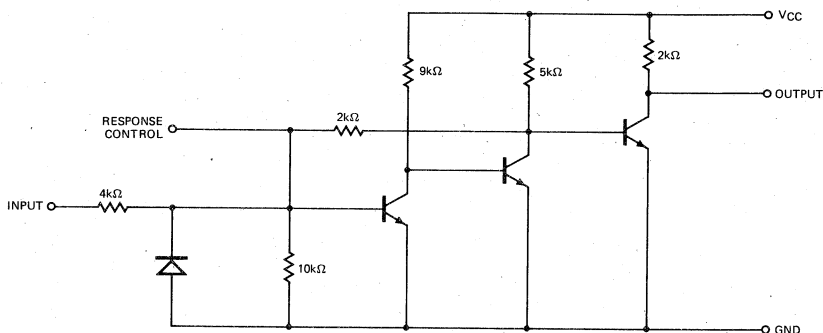 VCC
9kΩ
5kΩ
2kΩ
OUTPUT
2kΩ
RESPONSE
CONTROL
4kΩ
INPUT
10kΩ
GND